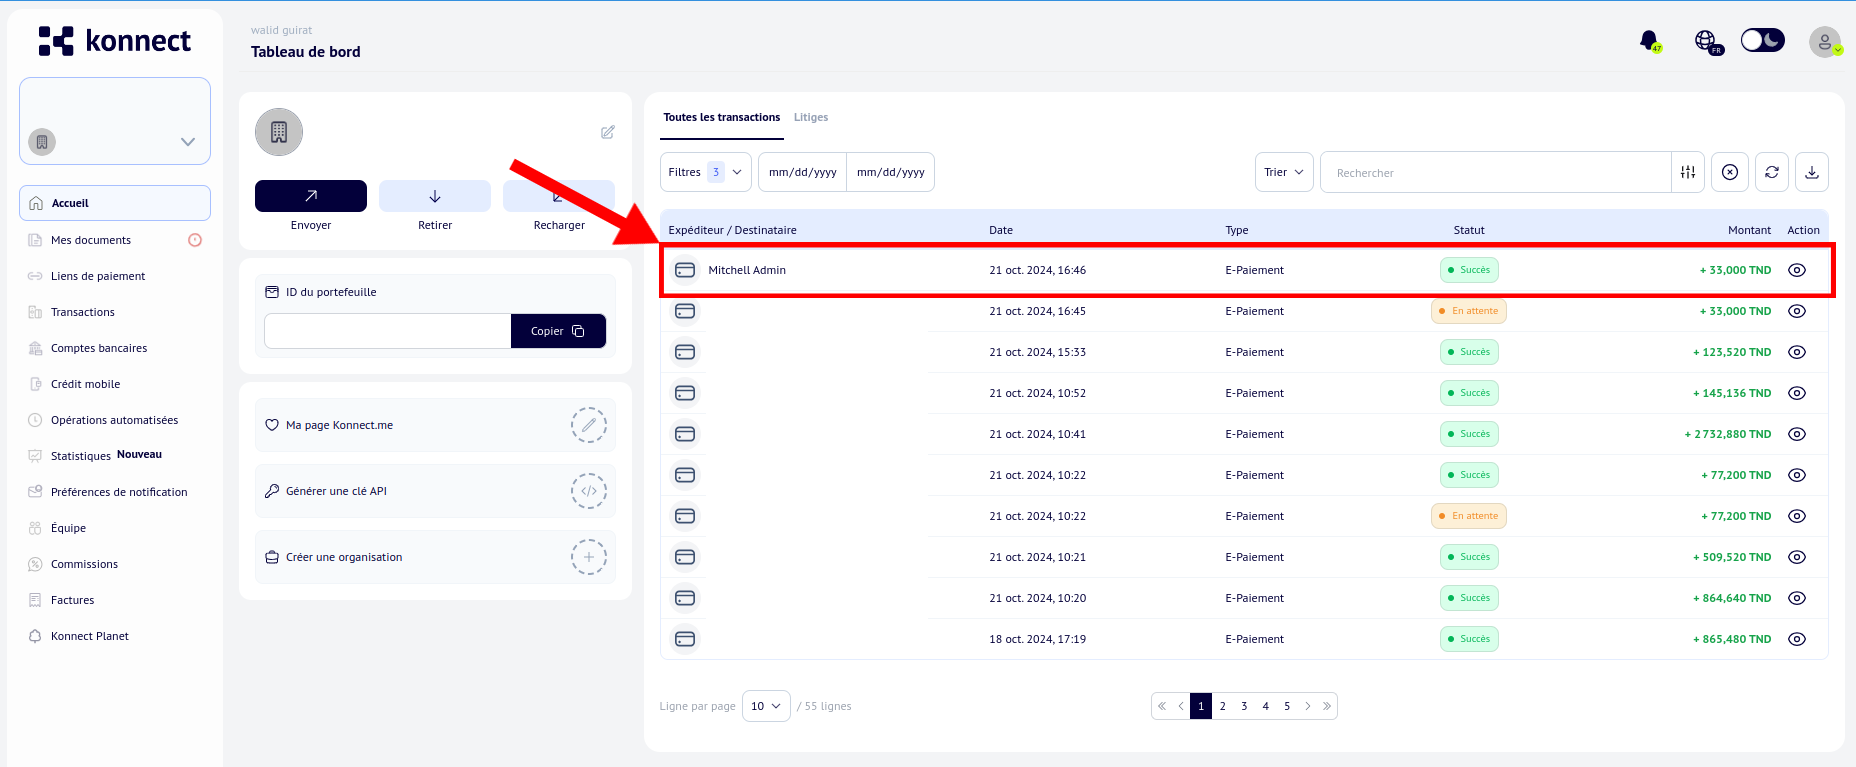 konnect
walid guirat
Tableau de bord
47
FR
Accueil
Mes documents
Liens de paiement
Transactions
Comptes bancaires
Crédit mobile
Opérations automatisées
Statistiques Nouveau
Préférences de notification
Équipe
Commissions
Factures
Konnect Planet
Envoyer Retirer Recharger
ID du portefeuille
Copier
Ma page Konnect.me
Générer une clé API
Créer une organisation
Toutes les transactions Litiges
Filtres 3 mm/dd/yyyy mm/dd/yyyy Trier Rechercher
Expéditeur / Destinataire Date Type Statut Montant Action
Mitchell Admin 21 oct. 2024, 16:46 E-Paiement Succès + 33,000 TND
21 oct. 2024, 16:45 E-Paiement En attente + 33,000 TND
21 oct. 2024, 15:33 E-Paiement Succès + 123,520 TND
21 oct. 2024, 10:52 E-Paiement Succès + 145,136 TND
21 oct. 2024, 10:41 E-Paiement Succès + 2 732,880 TND
21 oct. 2024, 10:22 E-Paiement Succès + 77,200 TND
21 oct. 2024, 10:22 E-Paiement En attente + 77,200 TND
21 oct. 2024, 10:21 E-Paiement Succès + 509,520 TND
21 oct. 2024, 10:20 E-Paiement Succès + 864,640 TND
18 oct. 2024, 17:19 E-Paiement Succès + 865,480 TND
Ligne par page 10 / 55 lignes « ‹ 1 2 3 4 5 › »